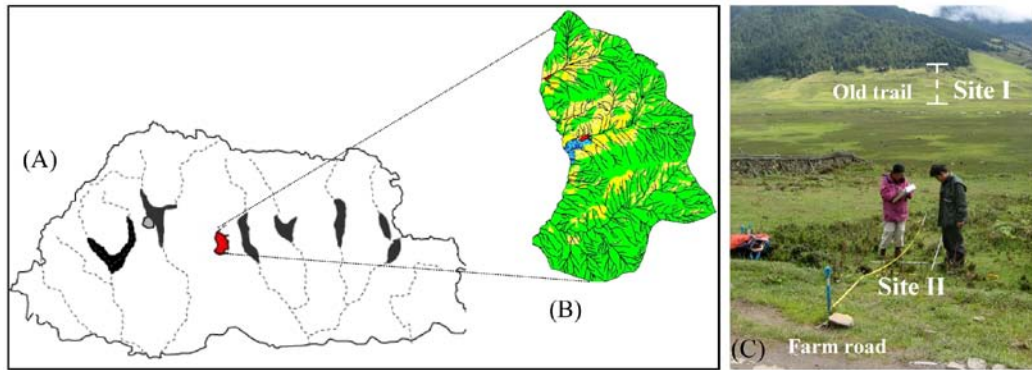 (A)
(B)
Old trail
Site I
Site II
(C)
Farm road